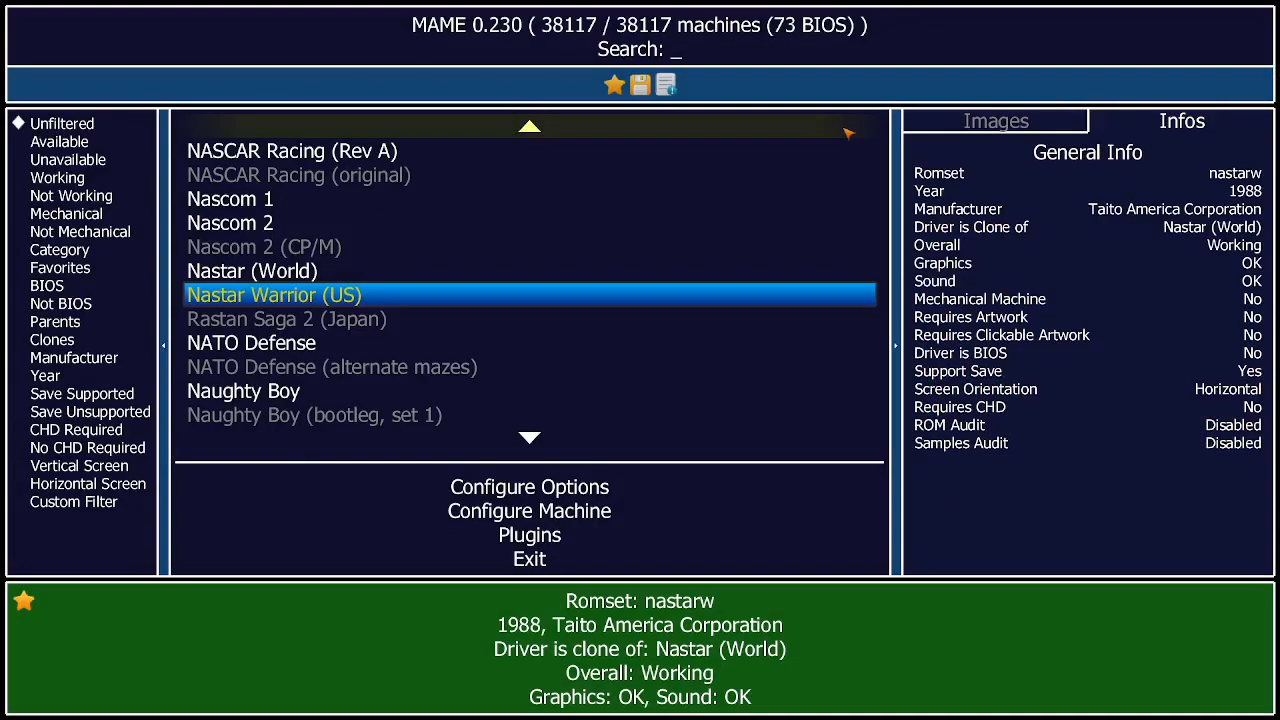 MAME 0.230 ( 38117 / 38117 machines (73 BIOS) )
Search: _
Unfiltered
Available
Unavailable
Working
Not Working
Mechanical
Not Mechanical
Category
Favorites
BIOS
Not BIOS
Parents
Clones
Manufacturer
Year
Save Supported
Save Unsupported
CHD Required
No CHD Required
Vertical Screen
Horizontal Screen
Custom Filter
NASCAR Racing (Rev A)
NASCAR Racing (original)
Nascom 1
Nascom 2
Nascom 2 (CP/M)
Nastar (World)
Nastar Warrior (US)
Rastan Saga 2 (Japan)
NATO Defense
NATO Defense (alternate mazes)
Naughty Boy
Naughty Boy (bootleg, set 1)
Configure Options
Configure Machine
Plugins
Exit
Images Infos
General Info
Romset nastarw
Year 1988
Manufacturer Taito America Corporation
Driver is Clone of Nastar (World)
Overall Working
Graphics OK
Sound OK
Mechanical Machine No
Requires Artwork No
Requires Clickable Artwork No
Driver is BIOS No
Support Save Yes
Screen Orientation Horizontal
Requires CHD No
ROM Audit Disabled
Samples Audit Disabled
Romset: nastarw
1988, Taito America Corporation
Driver is clone of: Nastar (World)
Overall: Working
Graphics: OK, Sound: OK